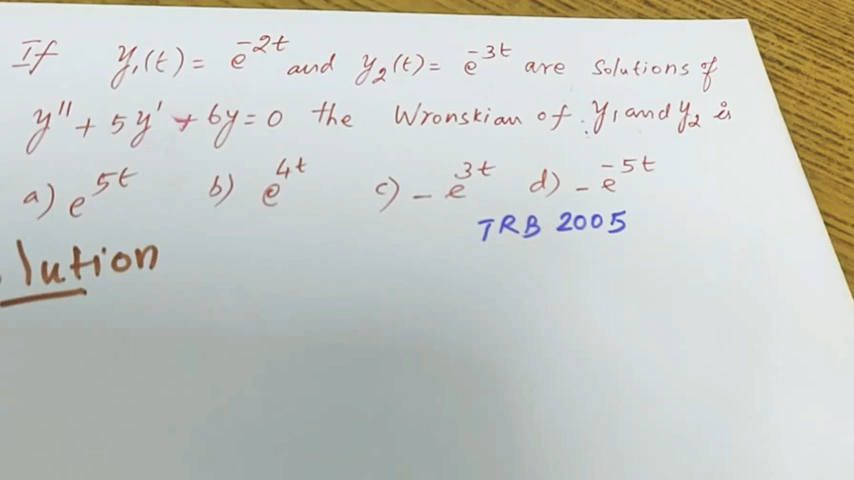 If y₁(t) = e^-2t and y₂(t) = e^-3t are solutions of
y'' + 5y' + 6y = 0 the Wronskian of y₁ and y₂ is
a) e^5t b) e^4t c) - e^3t d) - e^-5t
TRB 2005
lution